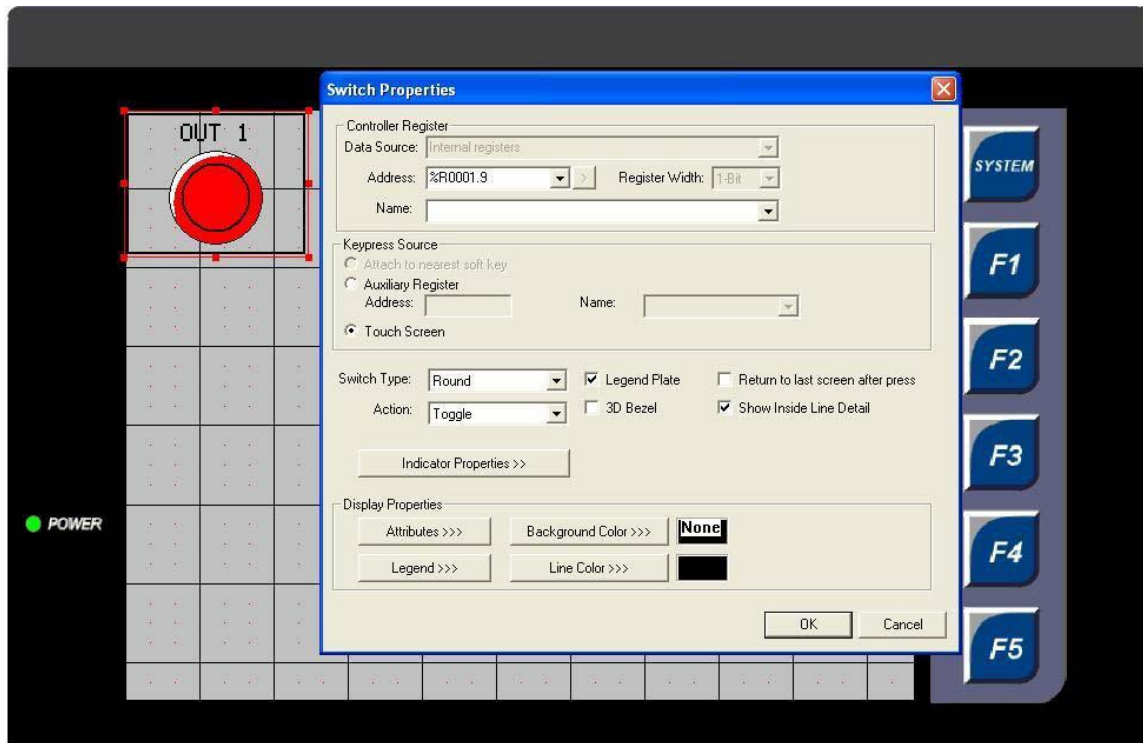 Switch Properties
OUT 1
Controller Register
Data Source: Internal registers
Address: %R0001.9 > Register Width: 1-Bit
Name:
Keypress Source
Attach to nearest soft key
Auxiliary Register
Address: Name:
Touch Screen
Switch Type: Round Legend Plate Return to last screen after press
Action: Toggle 3D Bezel Show Inside Line Detail
Indicator Properties >>
Display Properties
Attributes >>> Background Color >>> None
Legend >>> Line Color >>>
OK Cancel
POWER
SYSTEM
F1
F2
F3
F4
F5